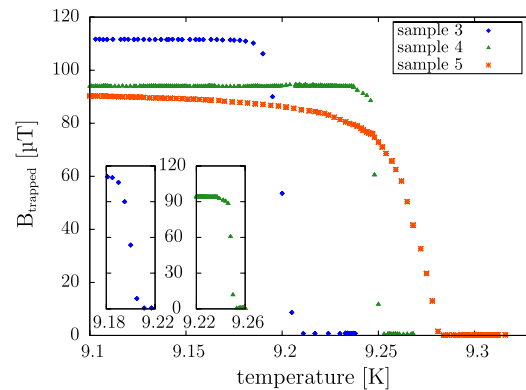 120
100
80
60
40
20
0
B_trapped [µT]
sample 3
sample 4
sample 5
120
90
60
30
0
9.18 9.22 9.22 9.26
9.1 9.15 9.2 9.25 9.3
temperature [K]